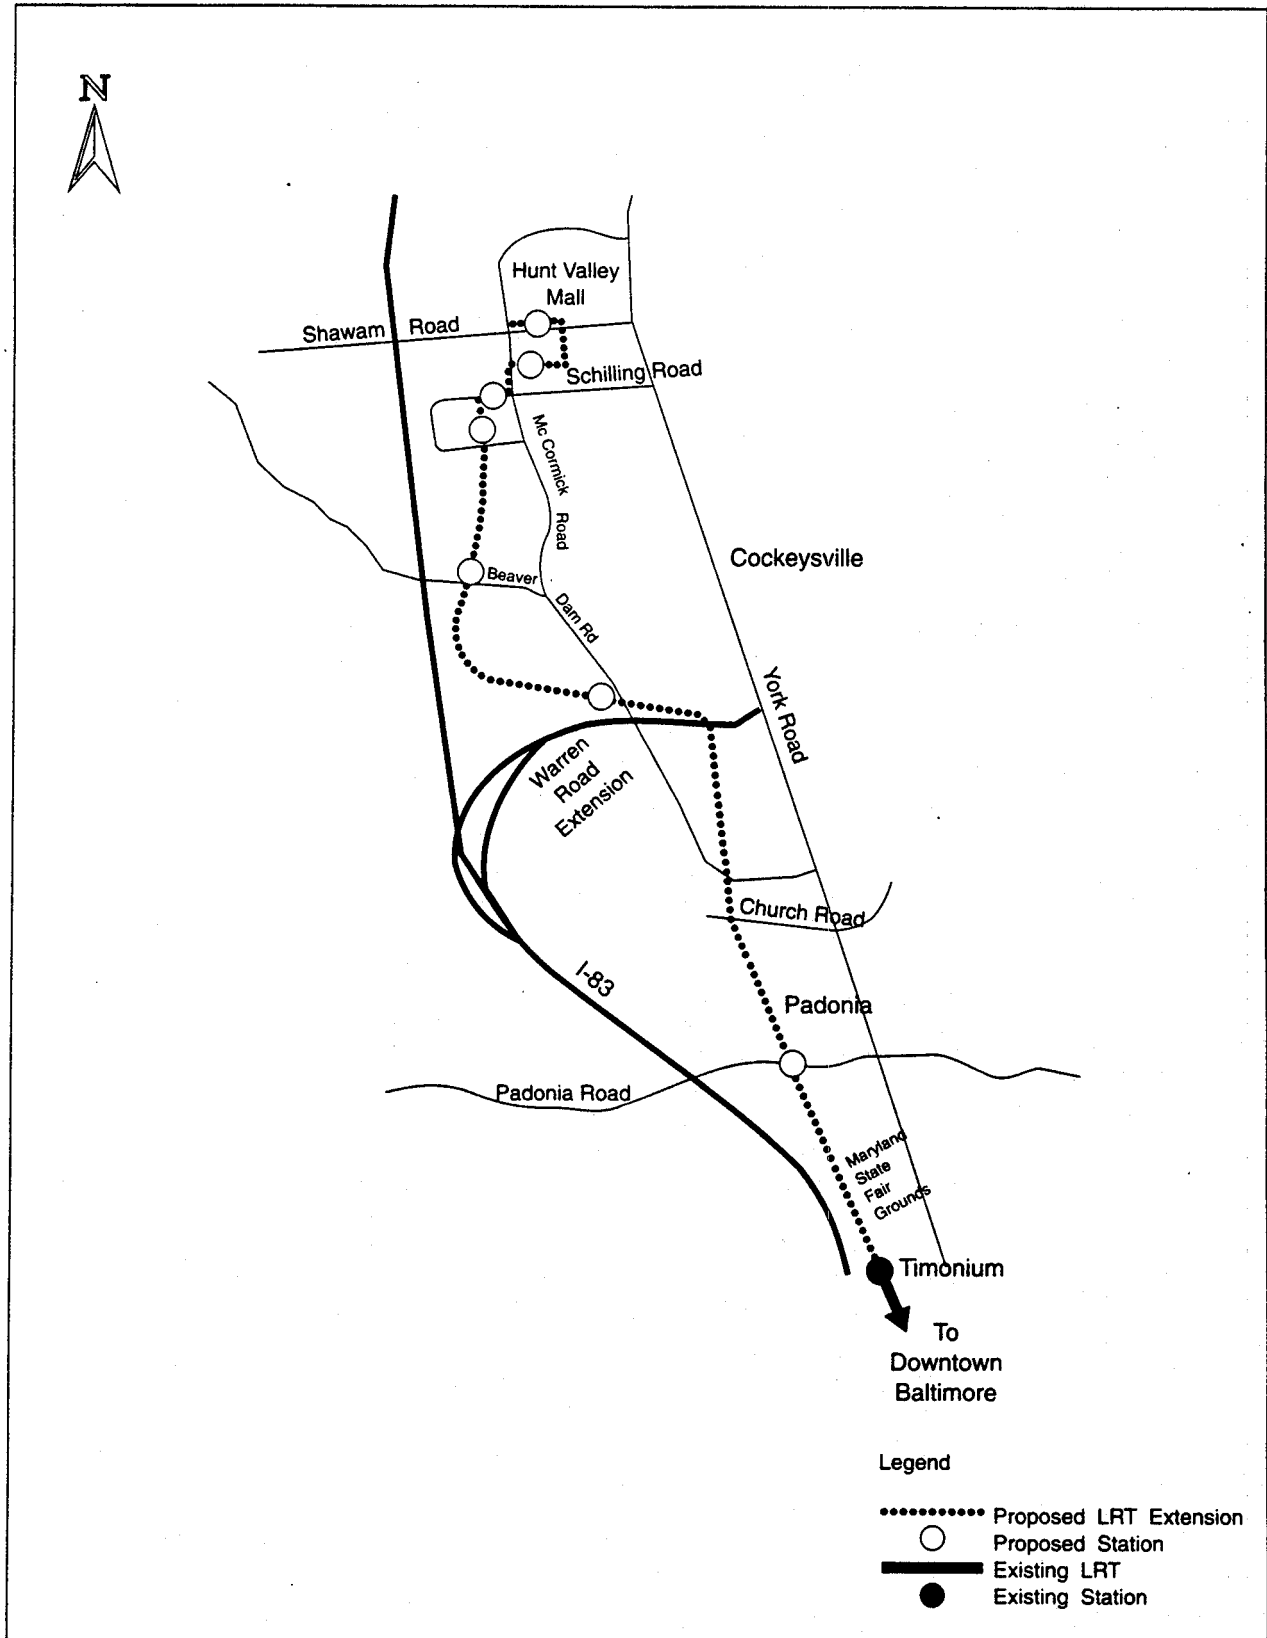 N
Hunt Valley
Mall
Shawam Road
Schilling Road
Mc Cormick Road
Cockeysville
Beaver Dam Rd
York Road
Warren
Road
Extension
Church Road
I-83
Padonia
Padonia Road
Maryland
State
Fair
Grounds
Timonium
To
Downtown
Baltimore
Legend
Proposed LRT Extension
Proposed Station
Existing LRT
Existing Station